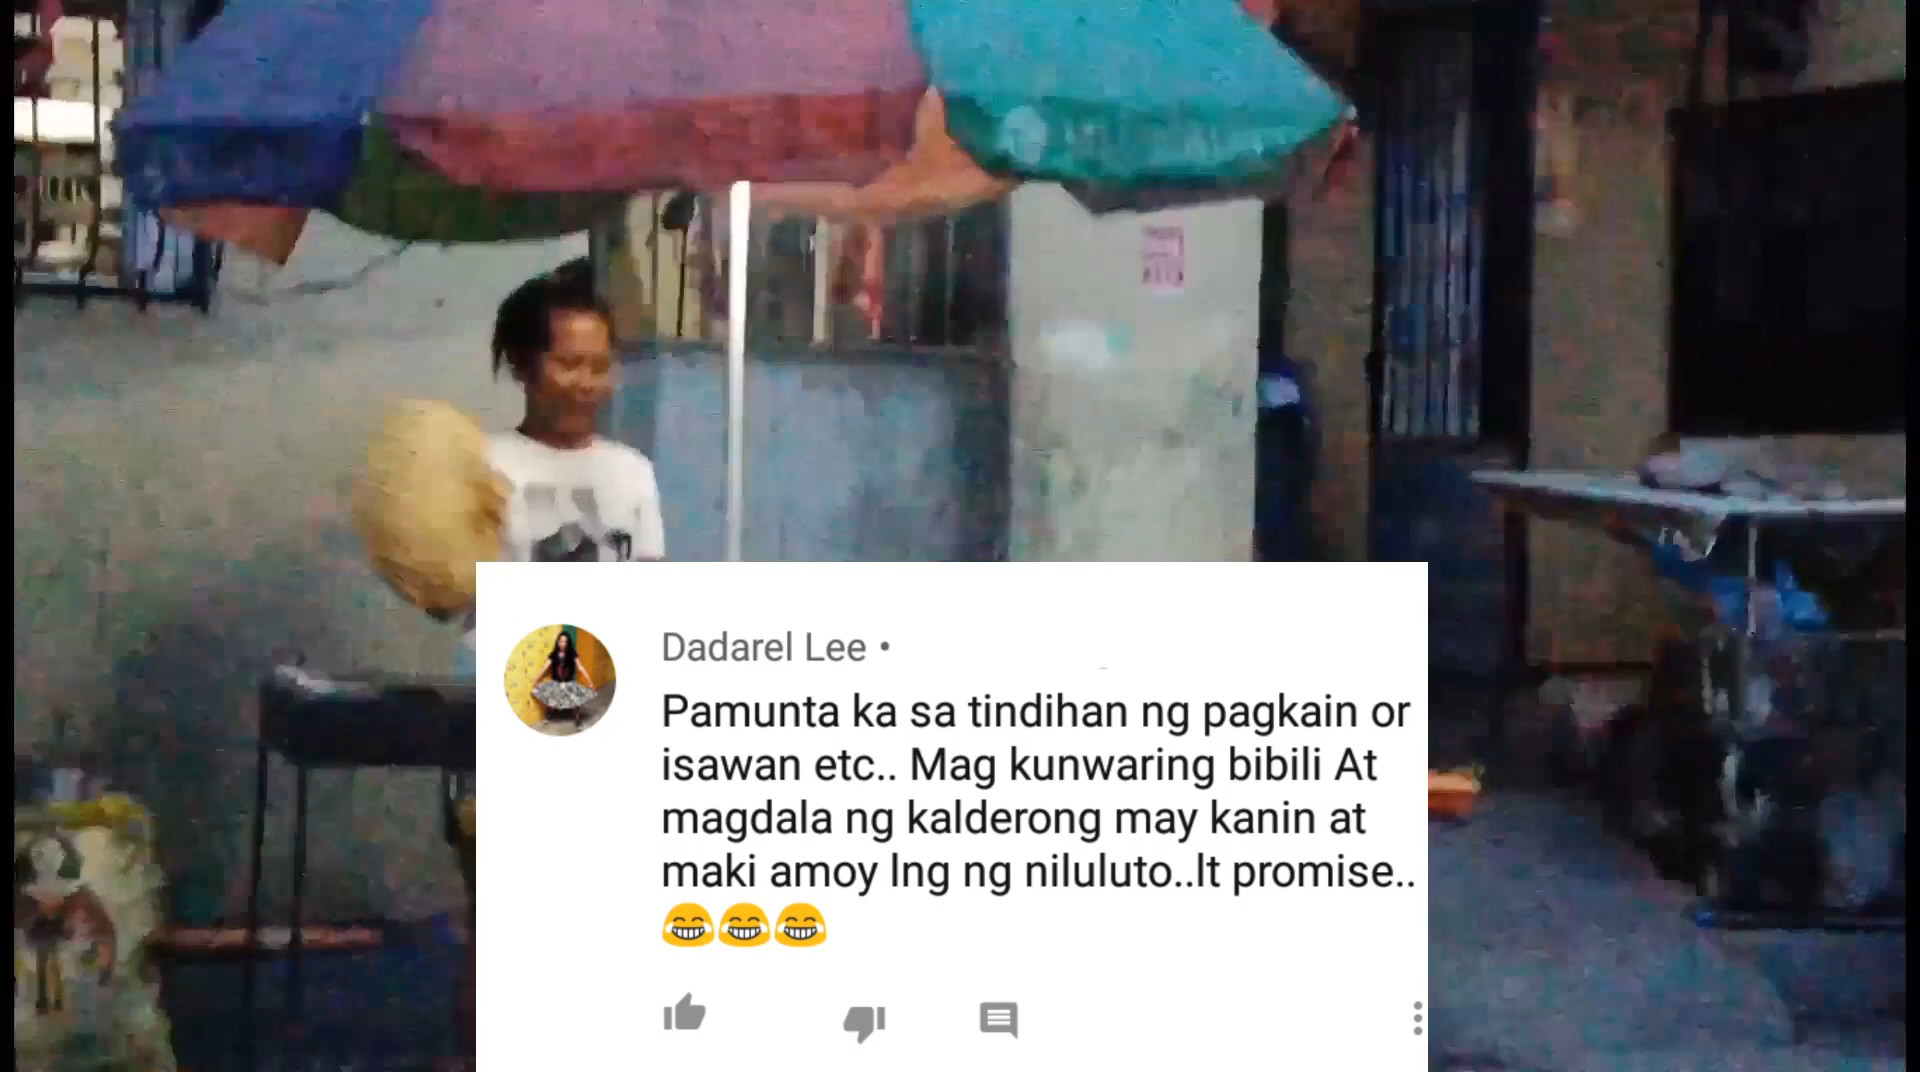 Dadarel Lee •
Pamunta ka sa tindihan ng pagkain or
isawan etc.. Mag kunwaring bibili At
magdala ng kalderong may kanin at
maki amoy lng ng niluluto..lt promise..
😂😂😂